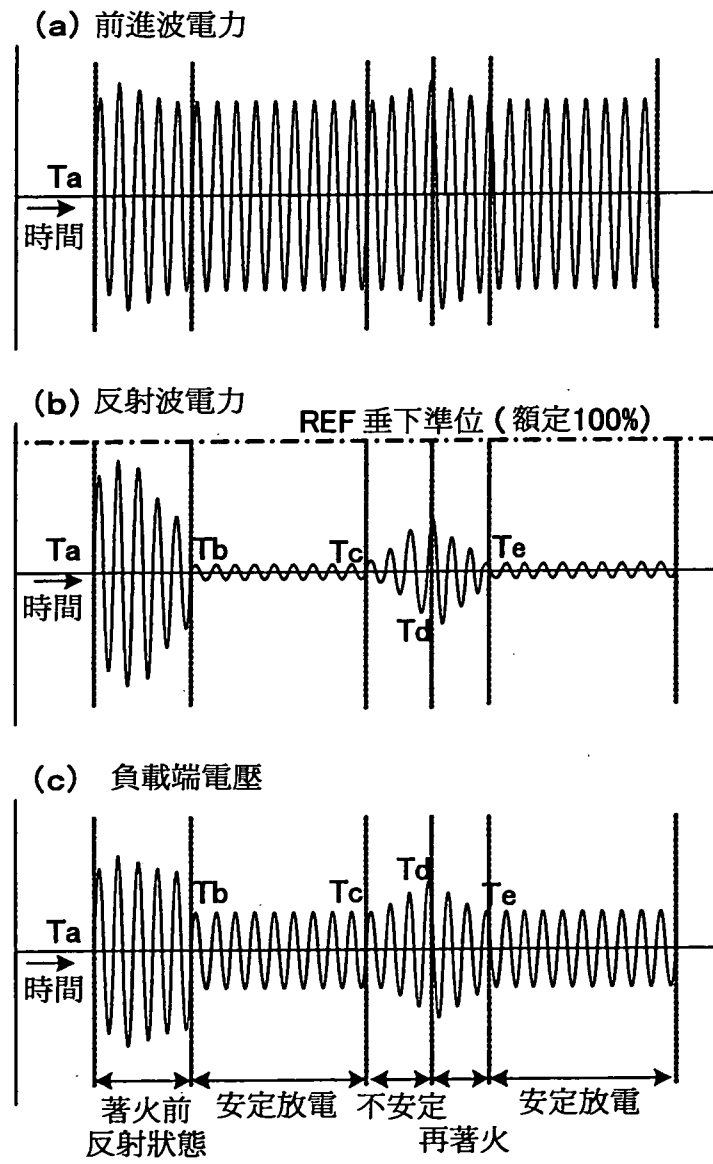 (a) 前進波電力
Ta
時間
(b) 反射波電力
REF 垂下準位 (額定100%)
Ta
Tb
Tc
Te
時間
Td
(c) 負載端電壓
Td
Tb
Tc
Te
Ta
時間
著火前
反射狀態
安定放電
不安定
再著火
安定放電